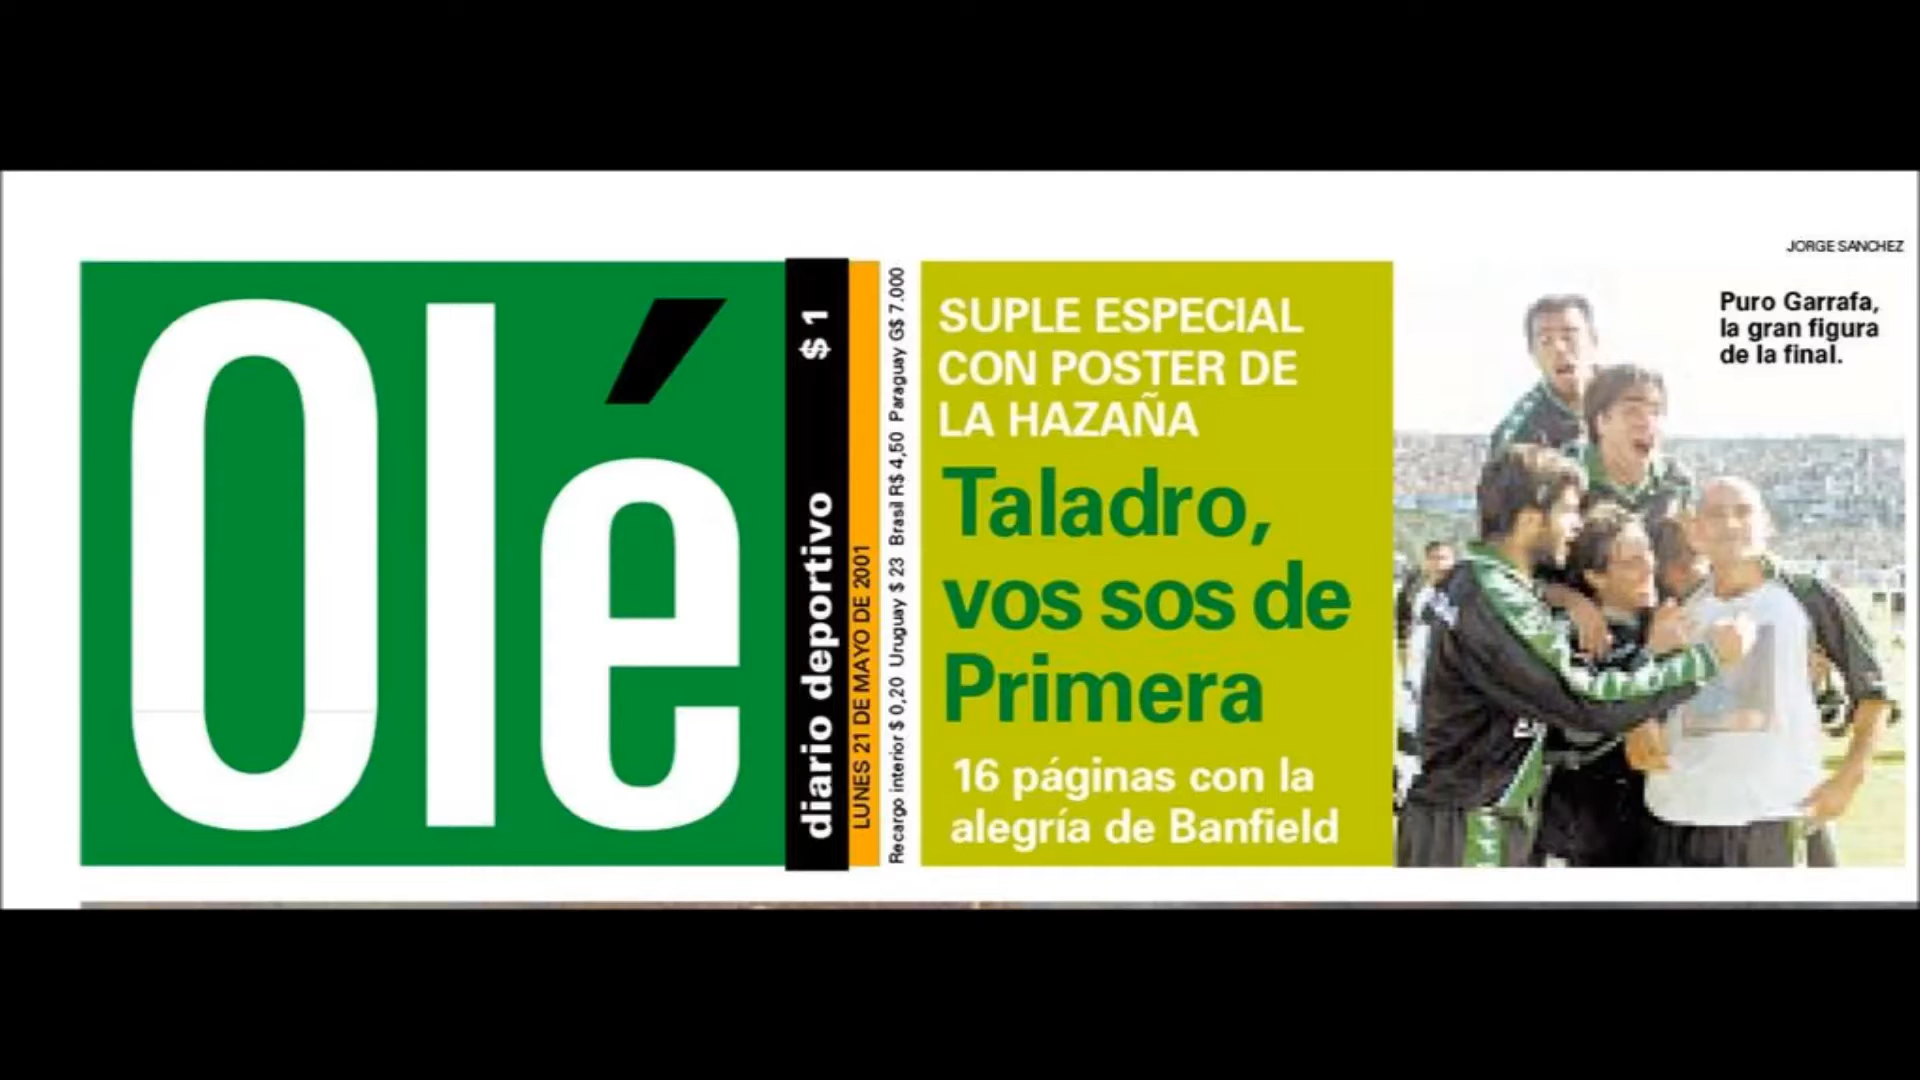 Olé
diario deportivo $ 1
LUNES 21 DE MAYO DE 2001
Recargo interior $ 0,20 Uruguay $ 23 Brasil R$ 4,50 Paraguay G$ 7.000
SUPLE ESPECIAL
CON POSTER DE
LA HAZAÑA
Taladro,
vos sos de
Primera
16 páginas con la
alegría de Banfield
JORGE SANCHEZ
Puro Garrafa,
la gran figura
de la final.